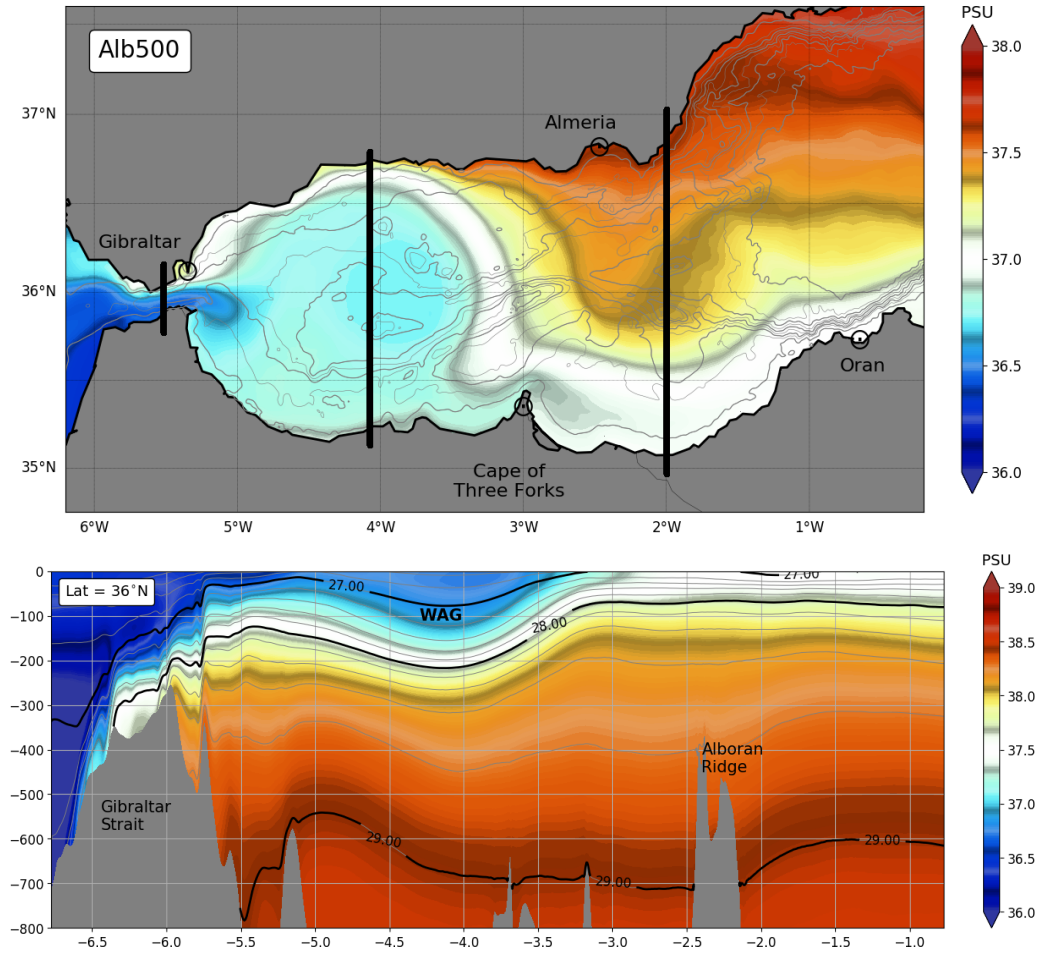 PSU
Alb500
38.0
37.5
37.0
36.5
36.0
37°N
36°N
35°N
Almeria
Gibraltar
Oran
Cape of
Three Forks
6°W
5°W
4°W
3°W
2°W
1°W
PSU
Lat = 36°N
0
−100
−200
−300
−400
−500
−600
−700
−800
27.00
27.00
WAG
28.00
Alboran
Ridge
Gibraltar
Strait
29.00
29.00
29.00
39.0
38.5
38.0
37.5
37.0
36.5
36.0
−6.5
−6.0
−5.5
−5.0
−4.5
−4.0
−3.5
−3.0
−2.5
−2.0
−1.5
−1.0